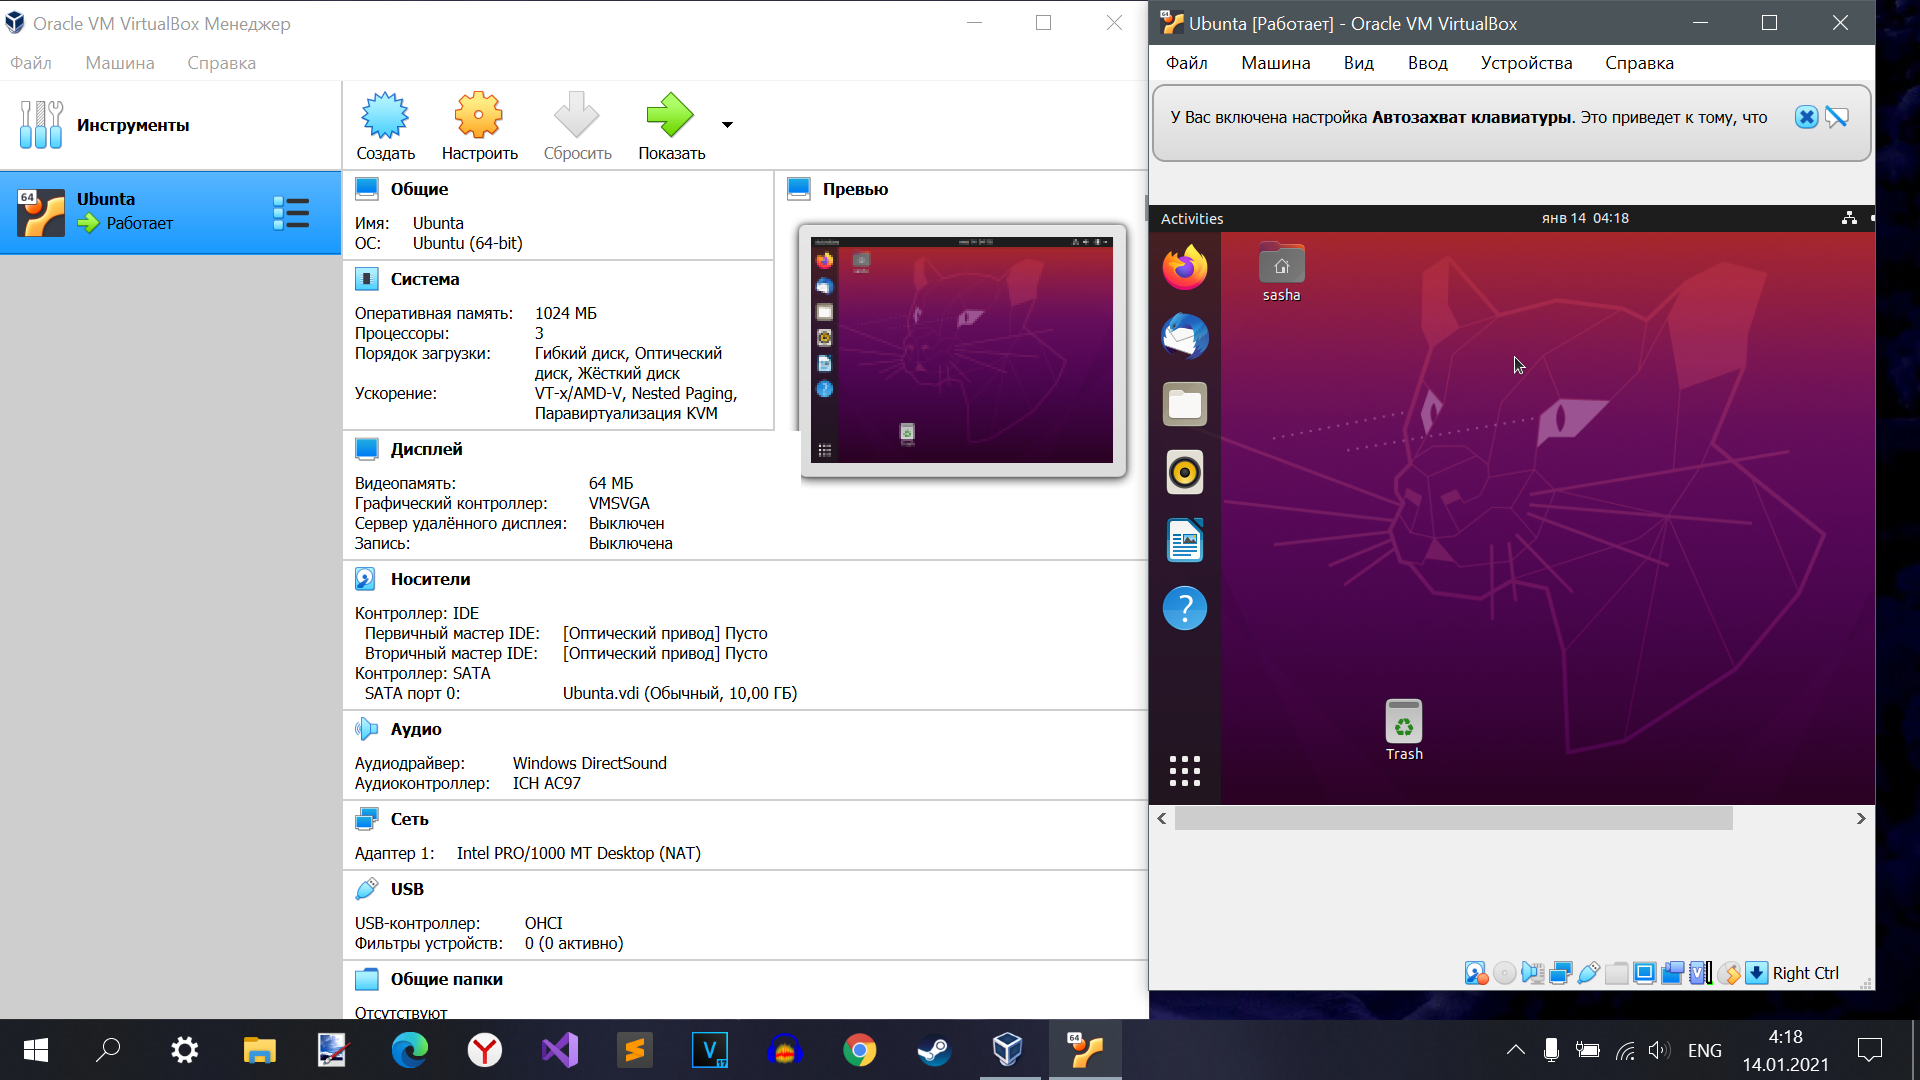 Oracle VM VirtualBox Менеджер
Файл Машина Справка
Инструменты
Создать Настроить Сбросить Показать
64
Ubunta
Работает
Общие
Имя: Ubunta
ОС: Ubuntu (64-bit)
Система
Оперативная память: 1024 МБ
Процессоры: 3
Порядок загрузки: Гибкий диск, Оптический
диск, Жёсткий диск
Ускорение: VT-x/AMD-V, Nested Paging,
Паравиртуализация KVM
Превью
Дисплей
Видеопамять: 64 МБ
Графический контроллер: VMSVGA
Сервер удалённого дисплея: Выключен
Запись: Выключена
Носители
Контроллер: IDE
Первичный мастер IDE: [Оптический привод] Пусто
Вторичный мастер IDE: [Оптический привод] Пусто
Контроллер: SATA
SATA порт 0: Ubunta.vdi (Обычный, 10,00 ГБ)
Аудио
Аудиодрайвер: Windows DirectSound
Аудиоконтроллер: ICH AC97
Сеть
Адаптер 1: Intel PRO/1000 MT Desktop (NAT)
USB
USB-контроллер: OHCI
Фильтры устройств: 0 (0 активно)
Общие папки
Отсутствуют
64
Ubunta [Работает] - Oracle VM VirtualBox
Файл Машина Вид Ввод Устройства Справка
У Вас включена настройка Автозахват клавиатуры. Это приведет к тому, что
Activities янв 14 04:18
sasha
?
Trash
Right Ctrl
64
ENG
4:18
14.01.2021